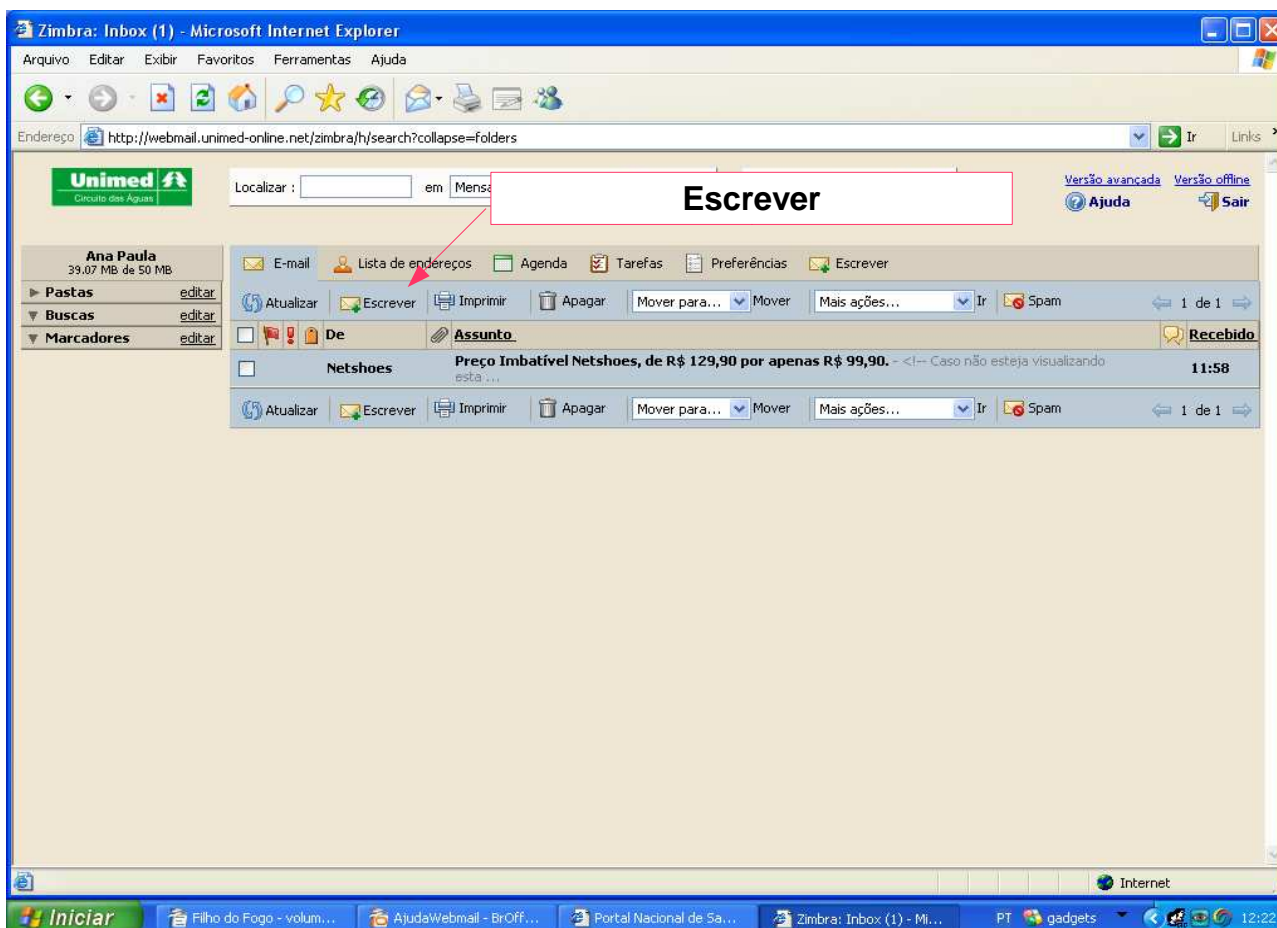 Zimbra: Inbox (1) - Microsoft Internet Explorer
Arquivo Editar Exibir Favoritos Ferramentas Ajuda
Endereço http://webmail.unimed-online.net/zimbra/h/search?collapse=folders Ir Links
Unimed
Circuito das Águas
Localizar : em
Escrever
Versão avançada Versão offline
Ajuda Sair
Ana Paula
39.07 MB de 50 MB
E-mail Lista de endereços Agenda Tarefas Preferências Escrever
Pastas editar
Buscas editar
Marcadores editar
Atualizar Escrever Imprimir Apagar Mover para... Mover Mais ações... Ir Spam 1 de 1
De Assunto Recebido
Netshoes Preço Imbatível Netshoes, de R$ 129,90 por apenas R$ 99,90. - <!-- Caso não esteja visualizando
esta ... 11:58
Atualizar Escrever Imprimir Apagar Mover para... Mover Mais ações... Ir Spam 1 de 1
Internet
Iniciar Filho do Fogo - volum... AjudaWebmail - BrOff... Portal Nacional de Sa... Zimbra: Inbox (1) - Mi... PT gadgets 12:22